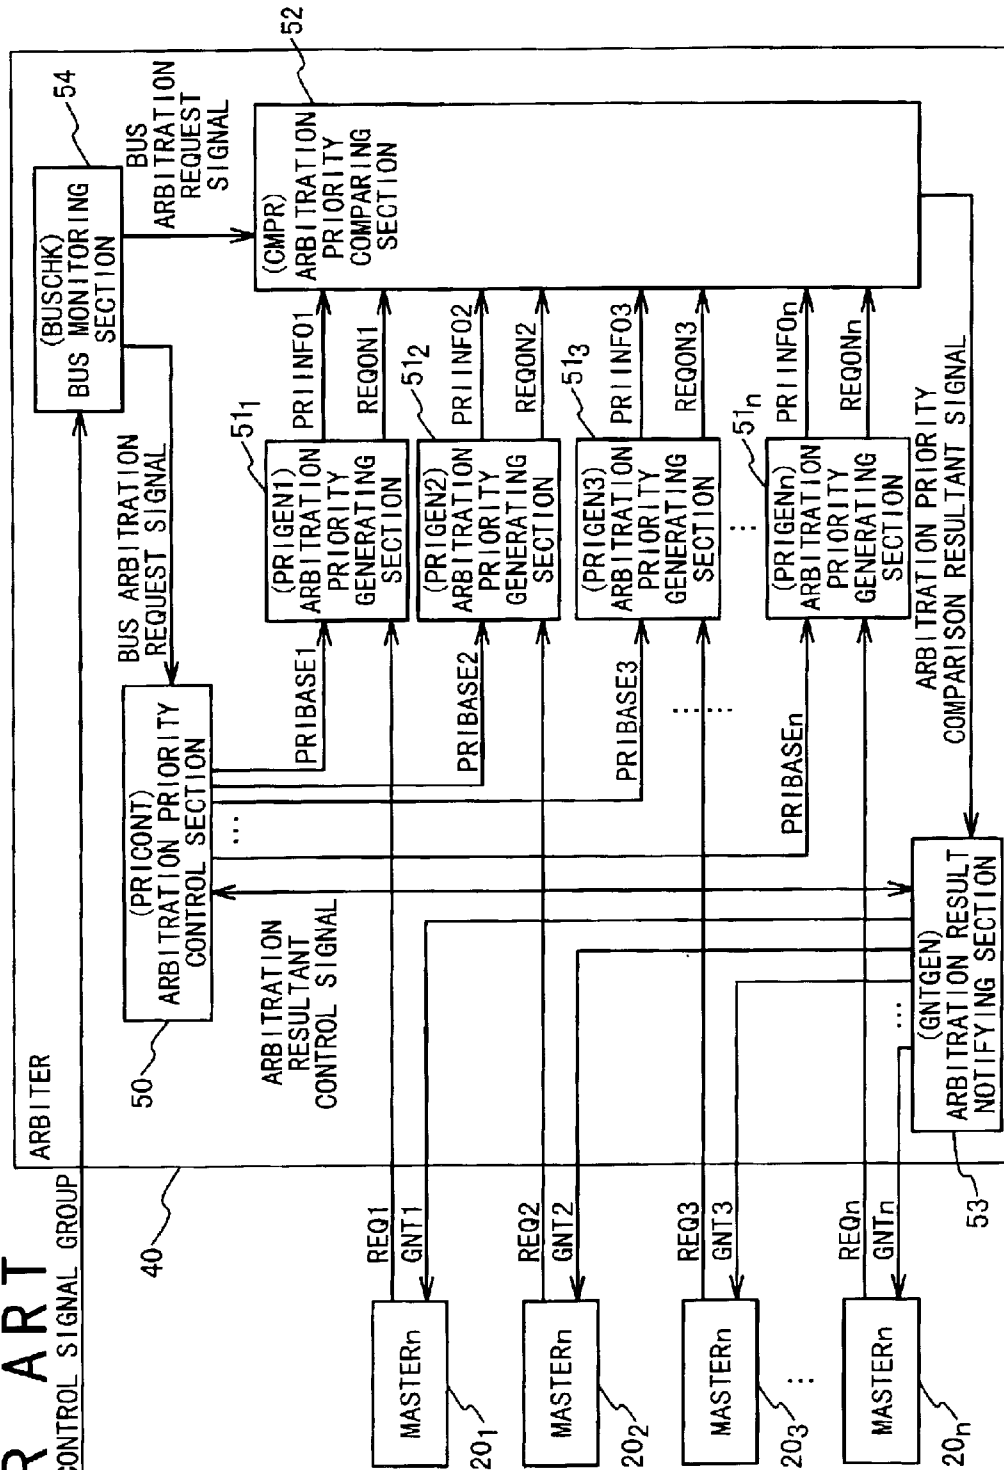 R ART
CONTROL SIGNAL GROUP
ARBITER
40
(BUSCHK)
BUS MONITORING
SECTION
54
BUS ARBITRATION
REQUEST SIGNAL
BUS
ARBITRATION
REQUEST
SIGNAL
(PRICONT)
ARBITRATION PRIORITY
CONTROL SECTION
50
...
ARBITRATION
RESULTANT
CONTROL SIGNAL
PRIBASE1
PRIBASE2
PRIBASE3
........
PRIBASEn
(PRIGEN1)
ARBITRATION
PRIORITY
GENERATING
SECTION
511
(PRIGEN2)
ARBITRATION
PRIORITY
GENERATING
SECTION
512
(PRIGEN3)
ARBITRATION
PRIORITY
GENERATING
SECTION
513
...
(PRIGENn)
ARBITRATION
PRIORITY
GENERATING
SECTION
51n
PRIINFO1
REQON1
PRIINFO2
REQON2
PRIINFO3
REQON3
PRIINFOn
REQONn
(CMPR)
ARBITRATION
PRIORITY
COMPARING
SECTION
52
ARBITRATION PRIORITY
COMPARISON RESULTANT SIGNAL
(GNTGEN)
ARBITRATION RESULT
NOTIFYING SECTION
53
...
REQ1
GNT1
REQ2
GNT2
REQ3
GNT3
REQn
GNTn
MASTERn
201
MASTERn
202
MASTERn
203
...
MASTERn
20n